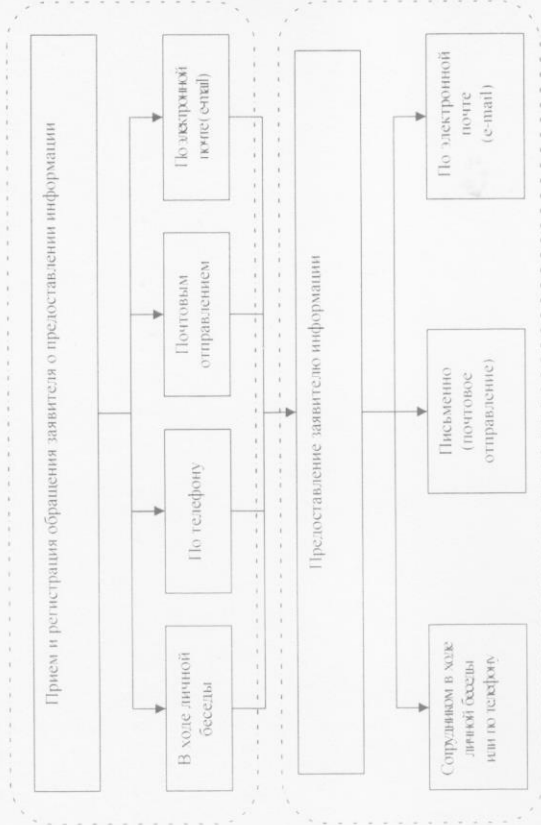 Прием и регистрация обращения заявителя о предоставлении информации
В ходе личной
беседы
По телефону
Почтовым
отправлением
По электронной
почте( e-mail)
Предоставление заявителю информации
Сотрудником в ходе
личной беседы
или по телефону
Письменно
(почтовое
отправление)
По электронной
почте
(e-mail)